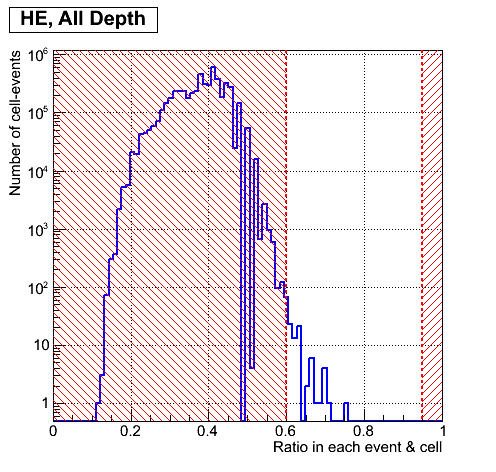 HE, All Depth
Number of cell-events
10^6
10^5
10^4
10^3
10^2
10
1
0 0.2 0.4 0.6 0.8 1
Ratio in each event & cell